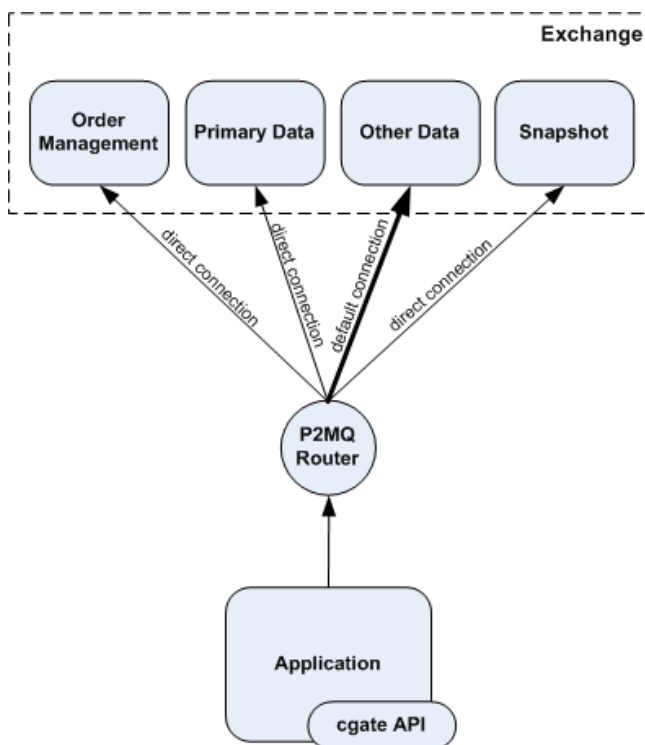 Exchange
Order
Management
Primary Data
Other Data
Snapshot
direct connection
direct connection
default connection
direct connection
P2MQ
Router
Application
cgate API